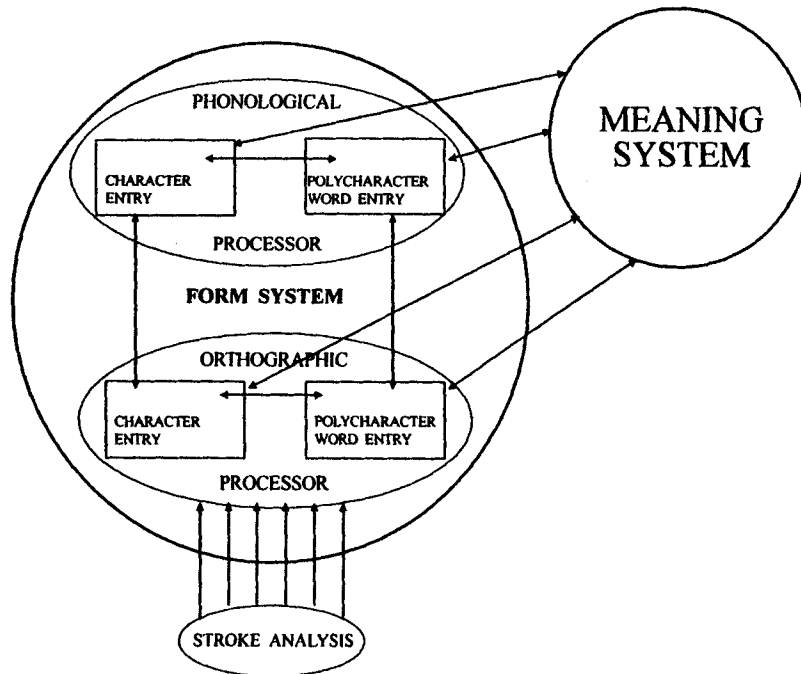 PHONOLOGICAL
CHARACTER
ENTRY
POLYCHARACTER
WORD ENTRY
PROCESSOR
MEANING
SYSTEM
FORM SYSTEM
ORTHOGRAPHIC
CHARACTER
ENTRY
POLYCHARACTER
WORD ENTRY
PROCESSOR
STROKE ANALYSIS